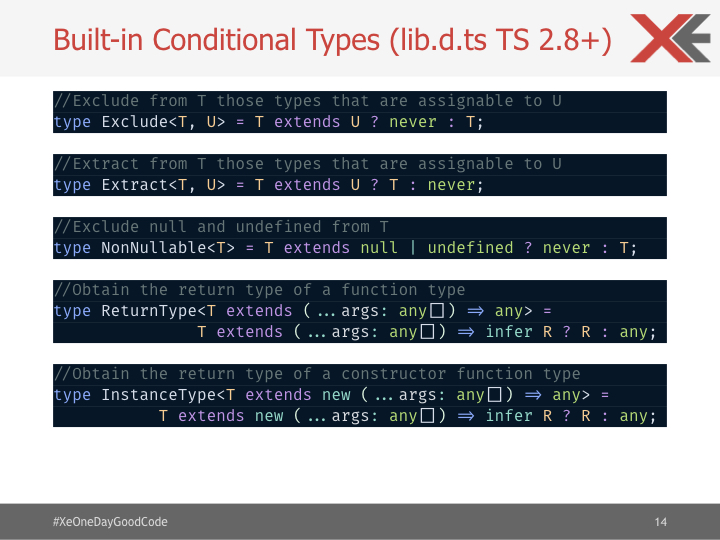 Built-in Conditional Types (lib.d.ts TS 2.8+)
XE
//Exclude from T those types that are assignable to U
type Exclude<T, U> = T extends U ? never : T;
//Extract from T those types that are assignable to U
type Extract<T, U> = T extends U ? T : never;
//Exclude null and undefined from T
type NonNullable<T> = T extends null | undefined ? never : T;
//Obtain the return type of a function type
type ReturnType<T extends (...args: any[]) => any> =
T extends (...args: any[]) => infer R ? R : any;
//Obtain the return type of a constructor function type
type InstanceType<T extends new (...args: any[]) => any> =
T extends new (...args: any[]) => infer R ? R : any;
#XeOneDayGoodCode
14